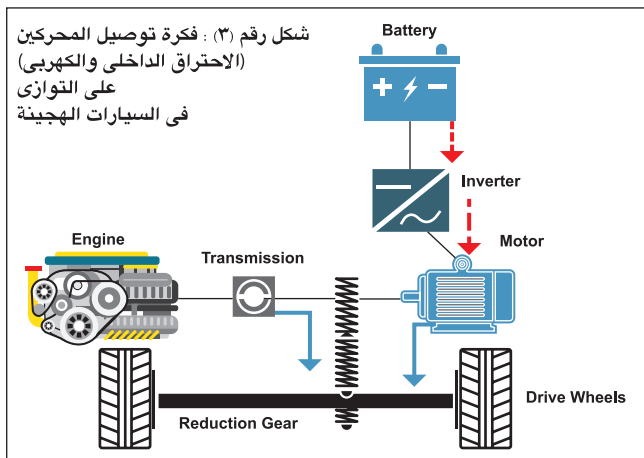 شكل رقم (٣) : فكرة توصيل المحركين
(الاحتراق الداخلى والكهربى)
على التوازى
فى السيارات الهجينة
Battery
Inverter
Motor
Engine
Transmission
Drive Wheels
Reduction Gear